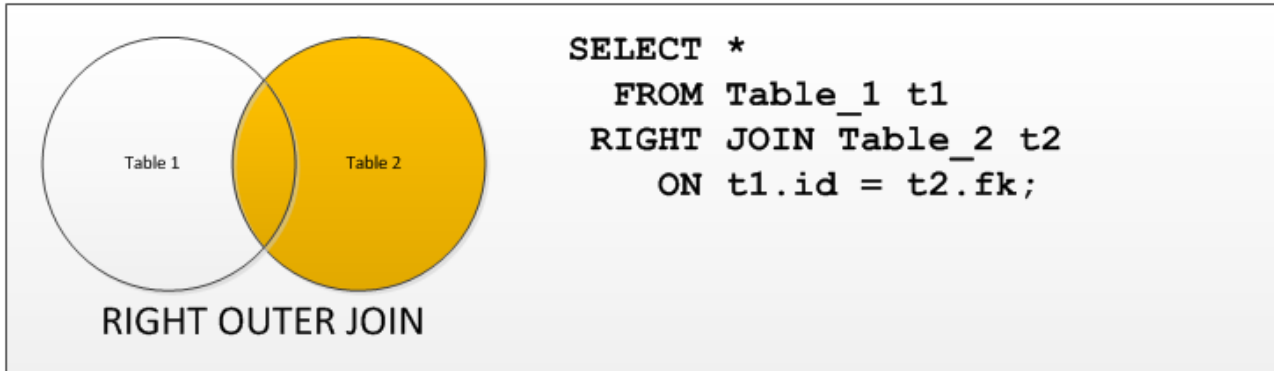 Table 1
Table 2
RIGHT OUTER JOIN
SELECT *
FROM Table_1 t1
RIGHT JOIN Table_2 t2
ON t1.id = t2.fk;